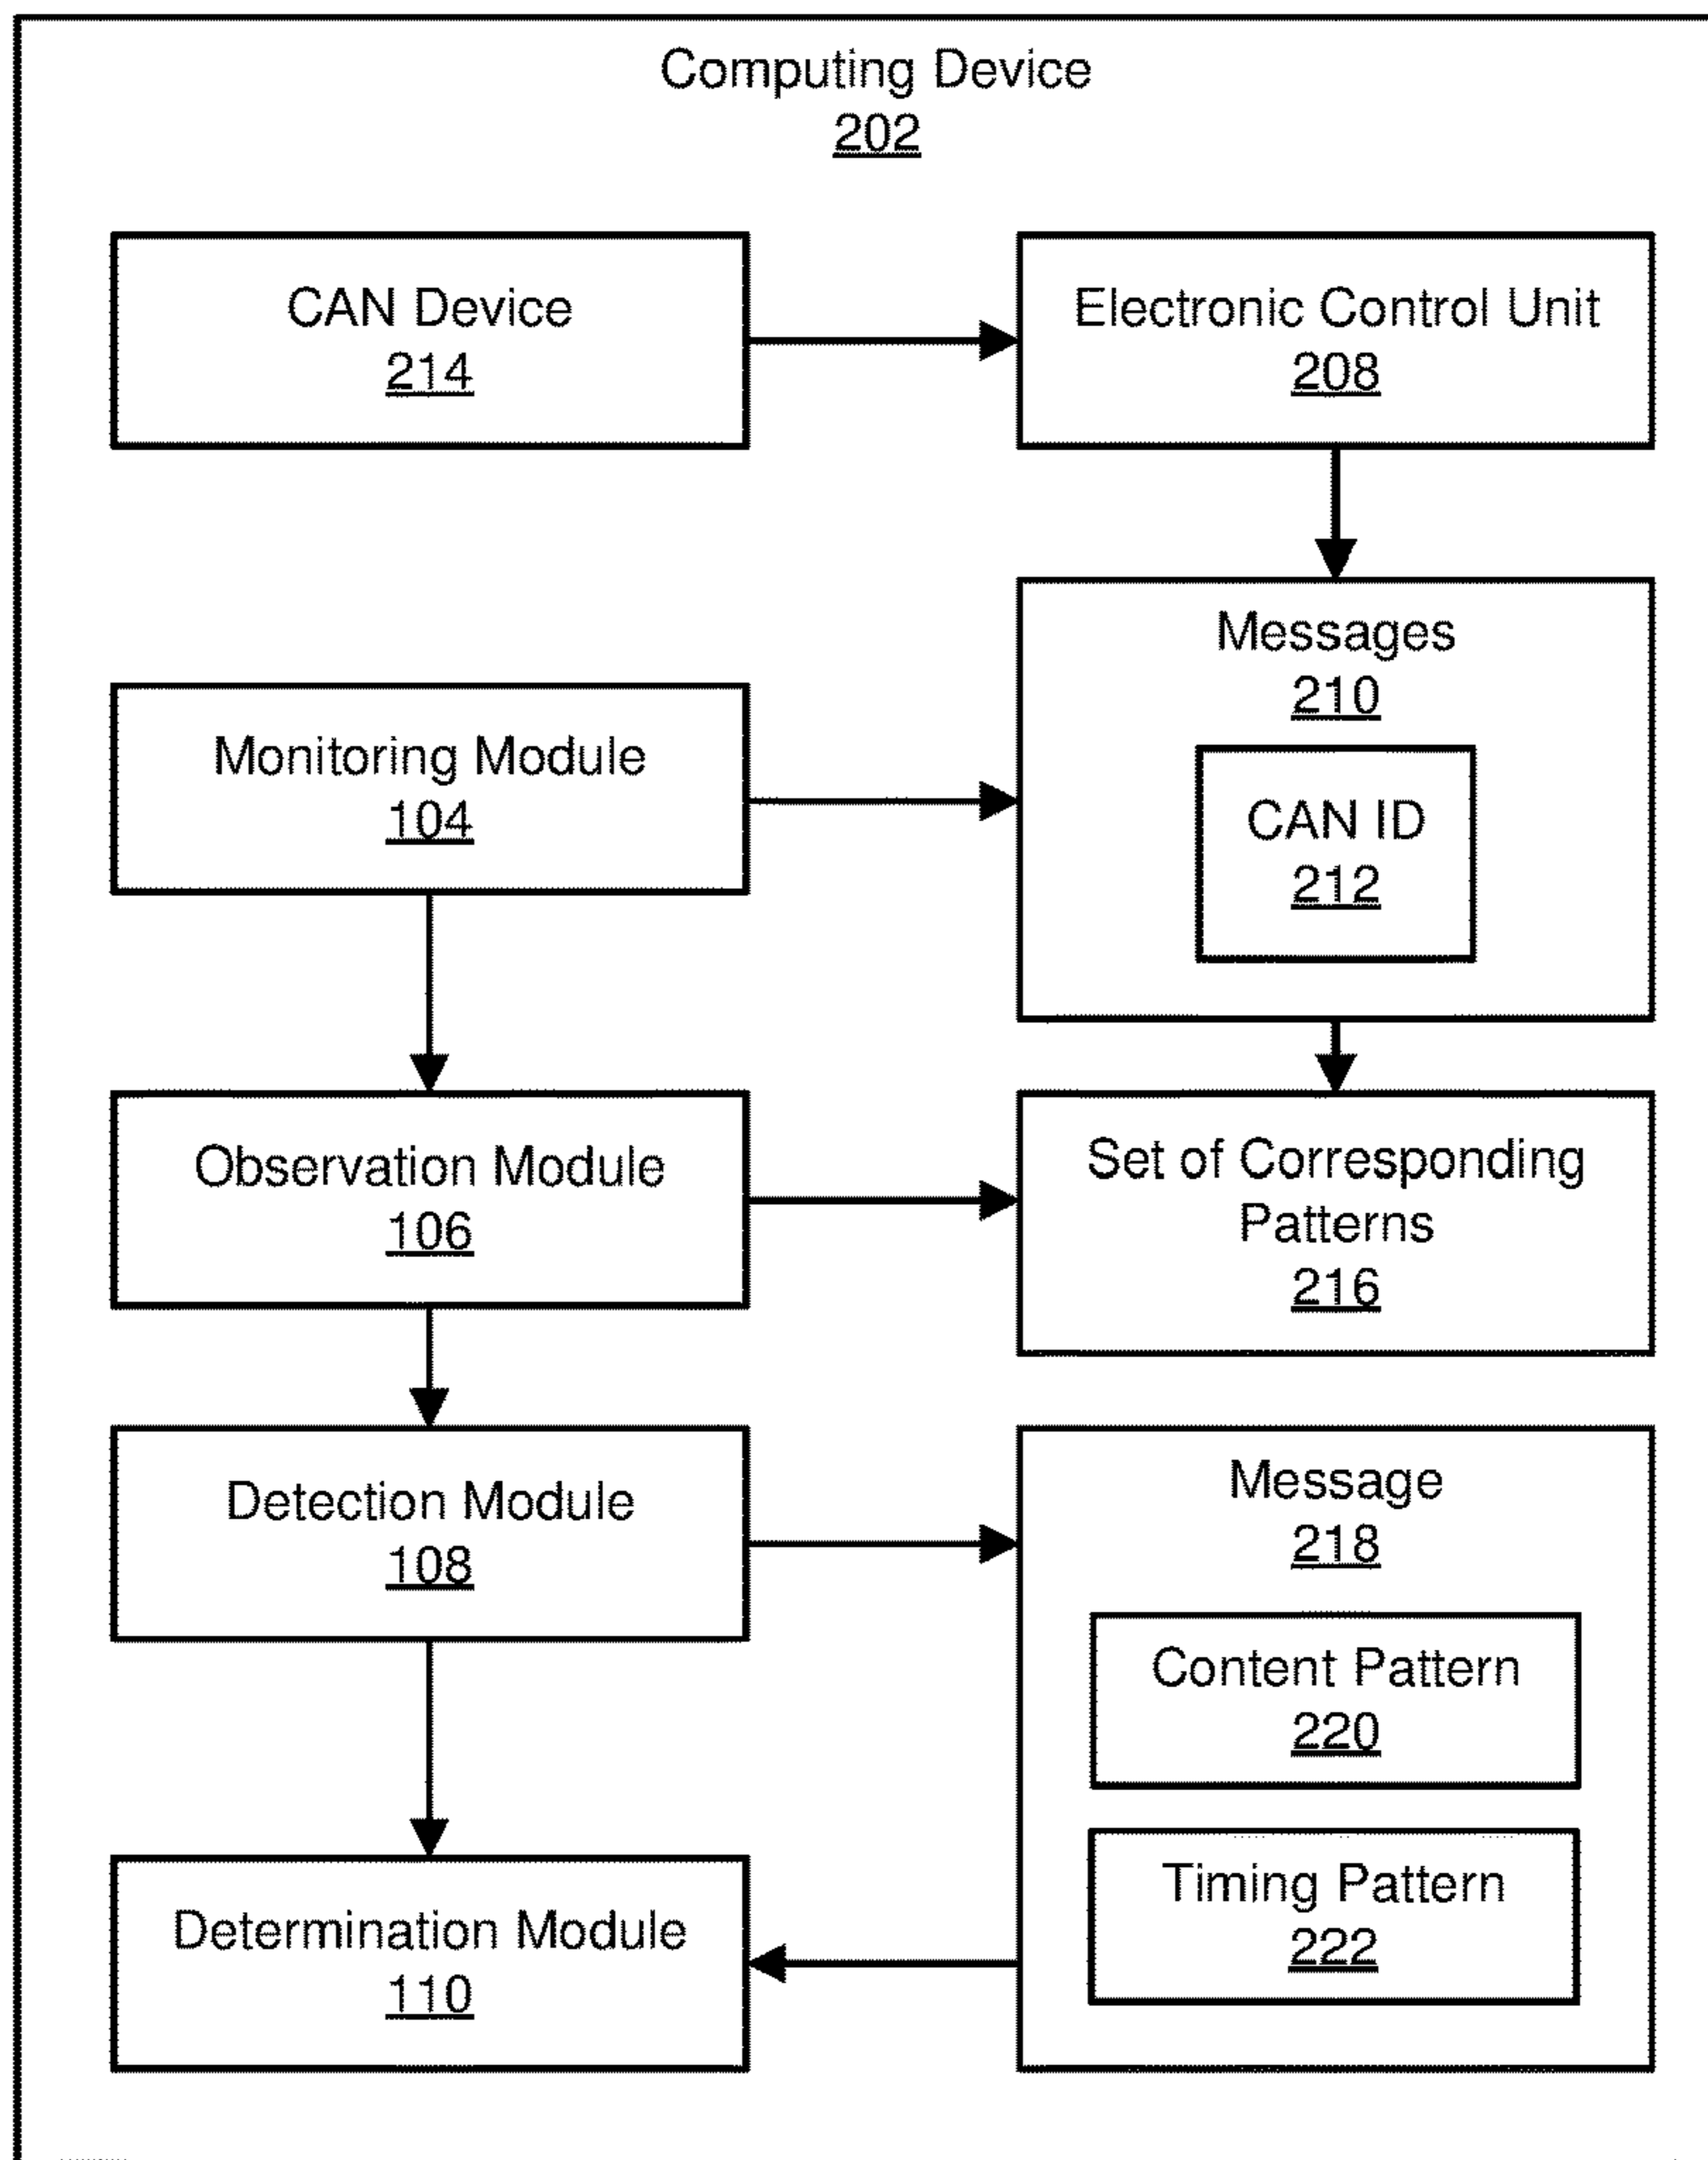 Computing Device
202
CAN Device
214
Electronic Control Unit
208
Messages
210
Monitoring Module
104
CAN ID
212
Observation Module
106
Set of Corresponding
Patterns
216
Detection Module
108
Message
218
Content Pattern
220
Timing Pattern
222
Determination Module
110